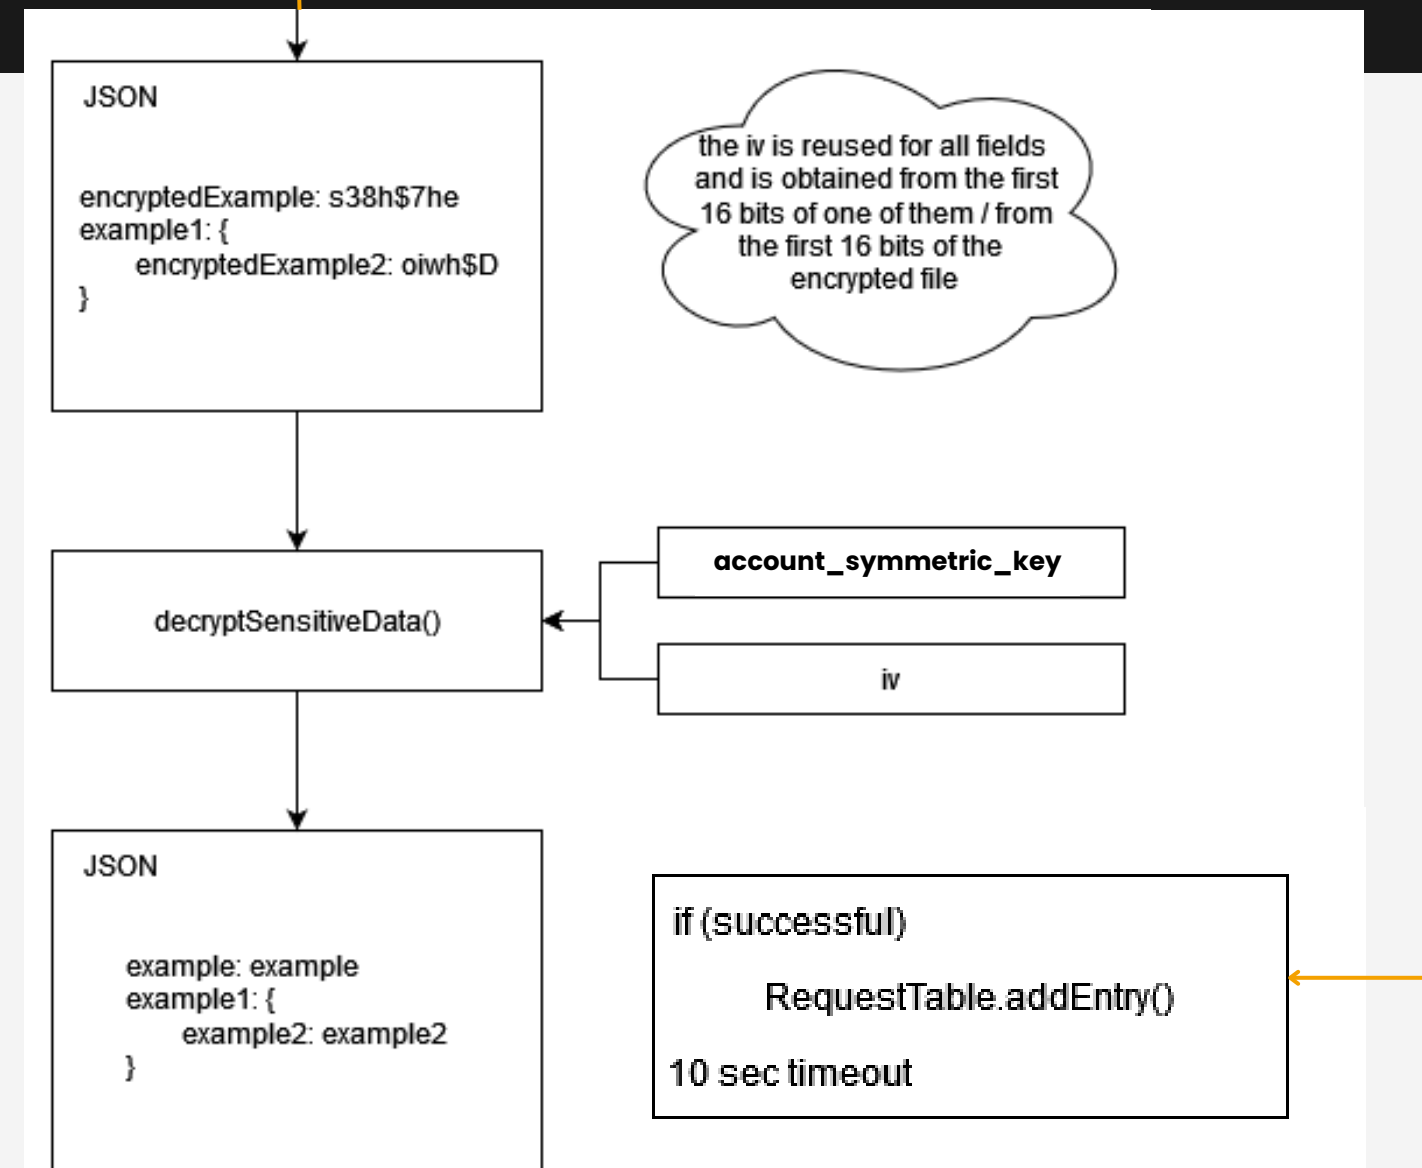 JSON
encryptedExample: s38h$7he
example1: {
encryptedExample2: oiwh$D
}
the iv is reused for all fields
and is obtained from the first
16 bits of one of them / from
the first 16 bits of the
encrypted file
account_symmetric_key
decryptSensitiveData()
iv
JSON
example: example
example1: {
example2: example2
}
if (successful)
RequestTable.addEntry()
10 sec timeout